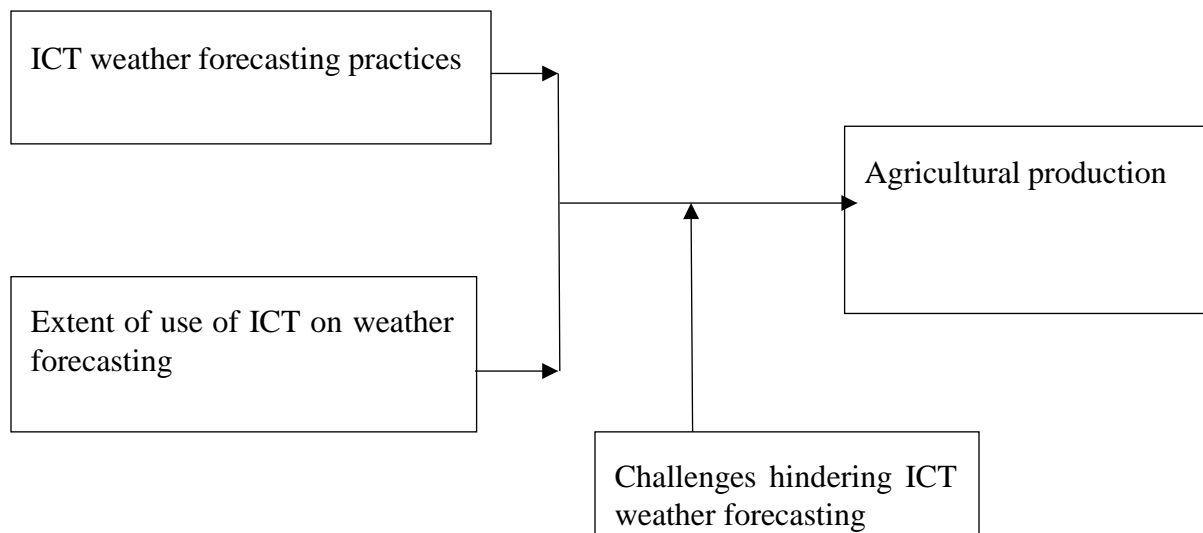 ICT weather forecasting practices
Agricultural production
Extent of use of ICT on weather
forecasting
Challenges hindering ICT
weather forecasting